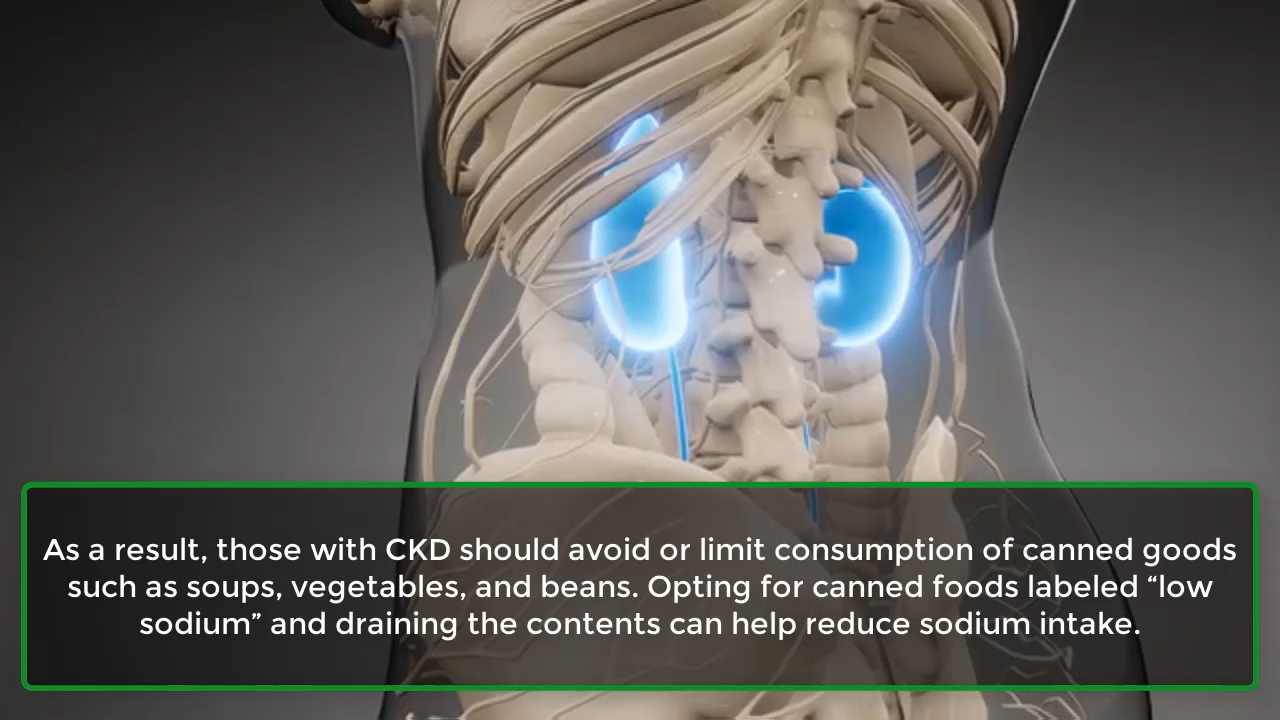 As a result, those with CKD should avoid or limit consumption of canned goods
such as soups, vegetables, and beans. Opting for canned foods labeled “low
sodium” and draining the contents can help reduce sodium intake.